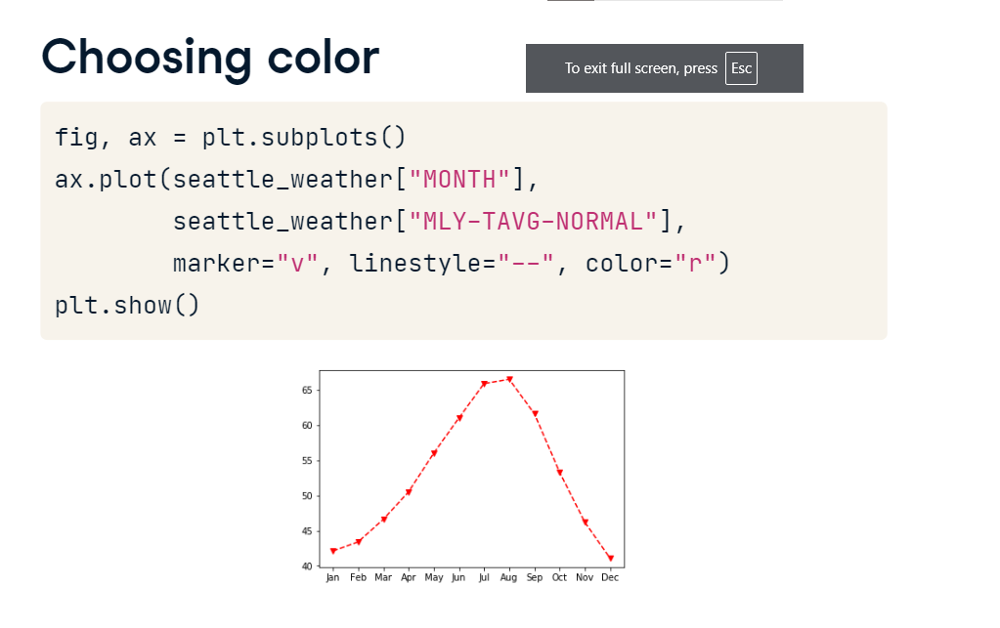 Choosing color
To exit full screen, press Esc
fig, ax = plt.subplots()
ax.plot(seattle_weather["MONTH"],
seattle_weather["MLY-TAVG-NORMAL"],
marker="v", linestyle="--", color="r")
plt.show()
65
60
55
50
45
40
Jan Feb Mar Apr May Jun Jul Aug Sep Oct Nov Dec